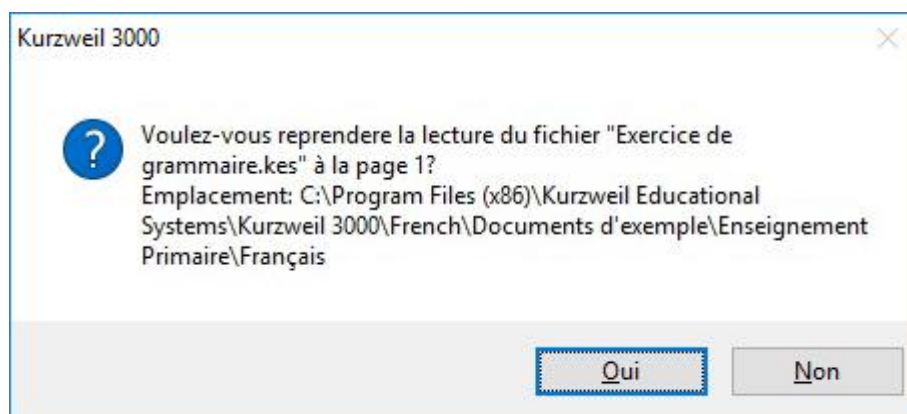 Kurzweil 3000
Voulez-vous reprendere la lecture du fichier "Exercice de
grammaire.kes" à la page 1?
Emplacement: C:\Program Files (x86)\Kurzweil Educational
Systems\Kurzweil 3000\French\Documents d'exemple\Enseignement
Primaire\Français
Oui
Non